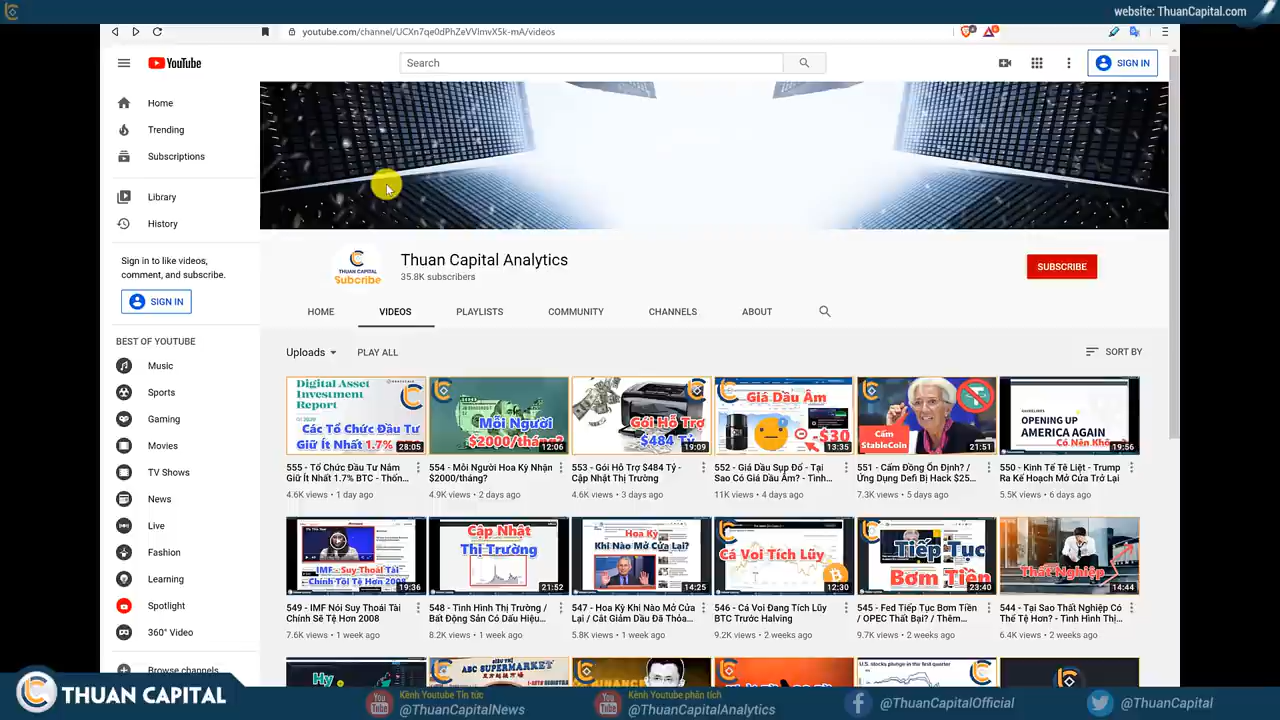 website: ThuanCapital.com
youtube.com/channel/UCXn7qe0dPhZeVVImvX5k-mA/videos
YouTube
Search
SIGN IN
Home
Trending
Subscriptions
Library
History
Sign in to like videos,
comment, and subscribe.
SIGN IN
BEST OF YOUTUBE
Music
Sports
Gaming
Movies
TV Shows
News
Live
Fashion
Learning
Spotlight
360° Video
Browse channels
THUAN CAPITAL
Subcribe
Thuan Capital Analytics
35.8K subscribers
SUBSCRIBE
HOME
VIDEOS
PLAYLISTS
COMMUNITY
CHANNELS
ABOUT
Uploads
PLAY ALL
SORT BY
Digital Asset
Investment
Report
Các Tổ Chức Đầu Tư
Giữ Ít Nhất 1.7%
28:05
555 - Tổ Chức Đầu Tư Nắm
Giữ Ít Nhất 1.7% BTC - Thốn...
4.6K views • 1 day ago
Mỗi Người
$2000/tháng?
12:06
554 - Mỗi Người Hoa Kỳ Nhận
$2000/tháng?
4.9K views • 2 days ago
Gói Hỗ Trợ
$484 Tỷ
19:09
553 - Gói Hỗ Trợ $484 Tỷ -
Cập Nhật Thị Trường
4.6K views • 3 days ago
Giá Dầu Âm
-$30
13:35
552 - Giá Dầu Sụp Đổ - Tại
Sao Có Giá Dầu Âm? - Tình...
11K views • 4 days ago
Cấm
StableCoin
21:51
551 - Cấm Đồng Ổn Định? /
Ứng Dụng Defi Bị Hack $25...
7.3K views • 5 days ago
OPENING UP
AMERICA AGAIN
Có Nên Không
19:56
550 - Kinh Tế Tê Liệt - Trump
Ra Kế Hoạch Mở Cửa Trở Lại
5.5K views • 6 days ago
IMF - Suy Thoái Tài
Chính Tồi Tệ Hơn 2008
19:36
549 - IMF Nói Suy Thoái Tài
Chính Sẽ Tệ Hơn 2008
7.6K views • 1 week ago
Cập Nhật
Thị Trường
21:52
548 - Tình Hình Thị Trường /
Bất Động Sản Có Dấu Hiệu...
8.2K views • 1 week ago
Hoa Kỳ
Khi Nào Mở Cửa Lại?
14:25
547 - Hoa Kỳ Khi Nào Mở Cửa
Lại / Cắt Giảm Dầu Đã Thỏa...
5.8K views • 1 week ago
Cá Voi Tích Lũy
12:30
546 - Cá Voi Đang Tích Lũy
BTC Trước Halving
9.2K views • 2 weeks ago
Tiếp Tục
Bơm Tiền
23:40
545 - Fed Tiếp Tục Bơm Tiền
/ OPEC Thất Bại? / Thêm...
9.7K views • 2 weeks ago
Thất Nghiệp
14:44
544 - Tại Sao Thất Nghiệp Có
Thể Tệ Hơn? - Tình Hình Thị...
6.4K views • 2 weeks ago
Hy
ABC SUPERMARKET
U.S. stocks plunge in the first quarter
THUAN CAPITAL
Kênh Youtube Tin tức
@ThuanCapitalNews
Kênh Youtube phân tích
@ThuanCapitalAnalytics
@ThuanCapitalOfficial
@ThuanCapital